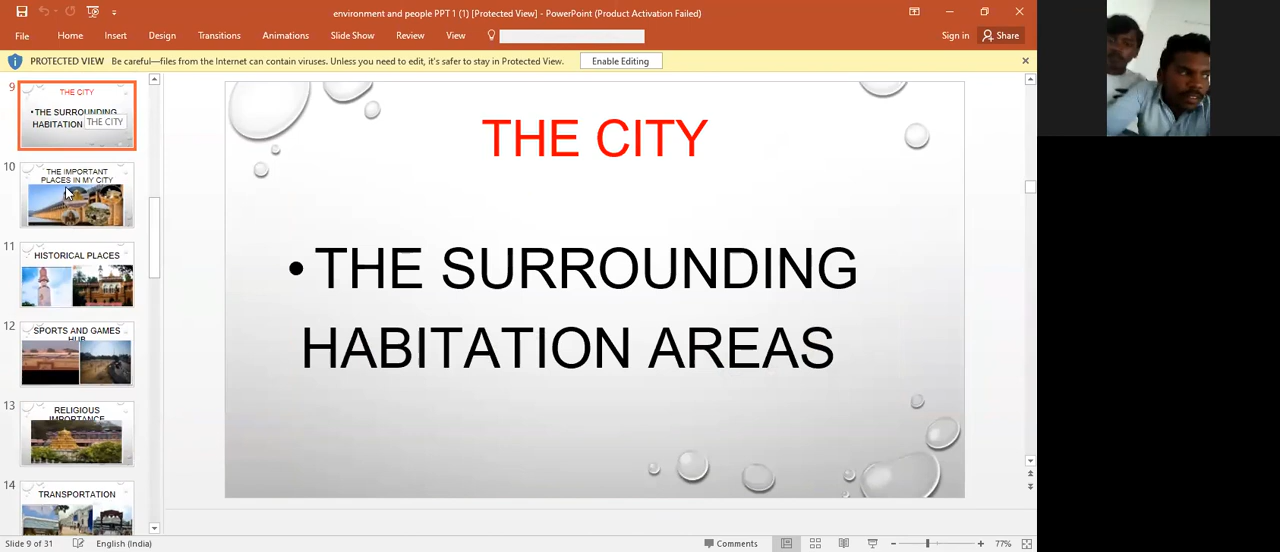 environment and people PPT 1 (1) [Protected View] - PowerPoint (Product Activation Failed)
File Home Insert Design Transitions Animations Slide Show Review View Sign in Share
PROTECTED VIEW Be careful—files from the Internet can contain viruses. Unless you need to edit, it's safer to stay in Protected View. Enable Editing
9
THE CITY
•THE SURROUNDING
HABITATION
THE CITY
10
THE IMPORTANT
PLACES IN MY CITY
11
HISTORICAL PLACES
12
SPORTS AND GAMES
HUB
13
RELIGIOUS
IMPORTANCE
14
TRANSPORTATION
THE CITY
• THE SURROUNDING
HABITATION AREAS
Slide 9 of 31 English (India) Comments 77%